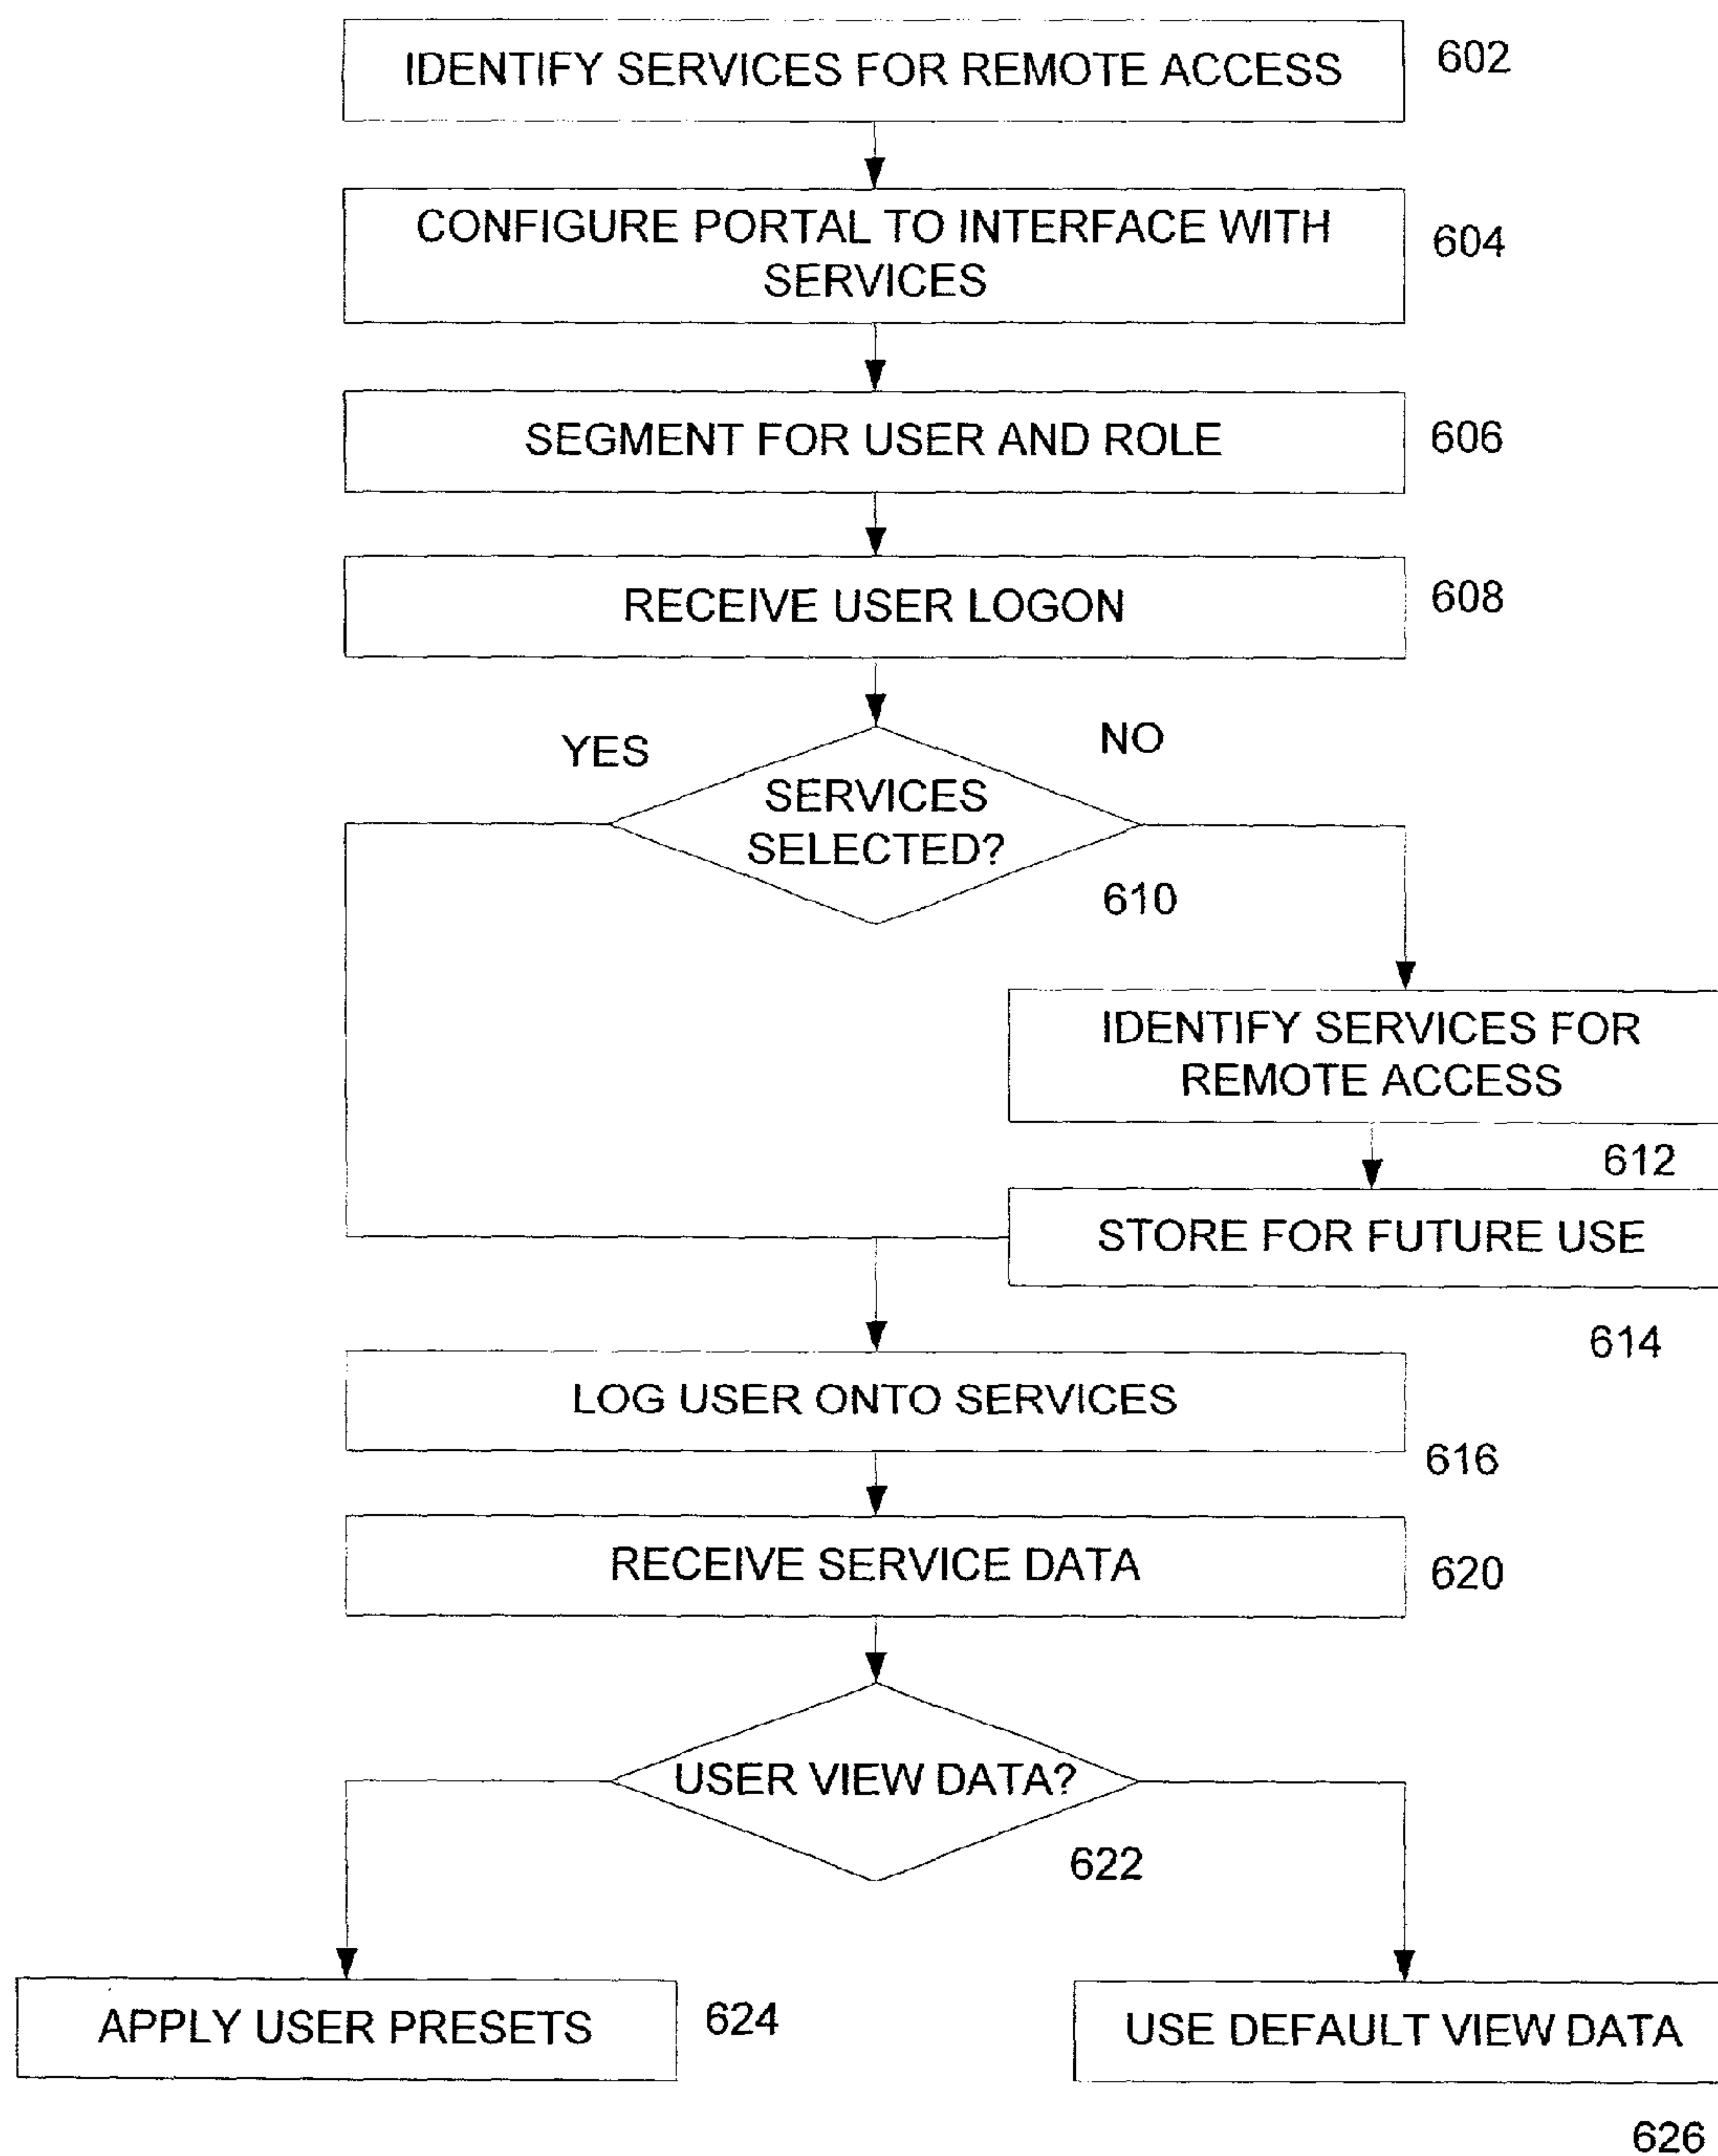 IDENTIFY SERVICES FOR REMOTE ACCESS
602
CONFIGURE PORTAL TO INTERFACE WITH
SERVICES
604
SEGMENT FOR USER AND ROLE
606
RECEIVE USER LOGON
608
YES
NO
SERVICES
SELECTED?
610
IDENTIFY SERVICES FOR
REMOTE ACCESS
612
STORE FOR FUTURE USE
614
LOG USER ONTO SERVICES
616
RECEIVE SERVICE DATA
620
USER VIEW DATA?
622
APPLY USER PRESETS
624
USE DEFAULT VIEW DATA
626